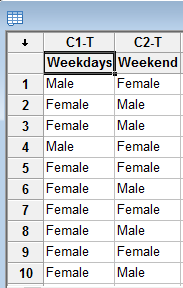 C1-T C2-T
Weekdays Weekend
1 Male Female
2 Female Male
3 Female Male
4 Male Female
5 Female Female
6 Female Male
7 Female Female
8 Female Male
9 Female Female
10 Female Male